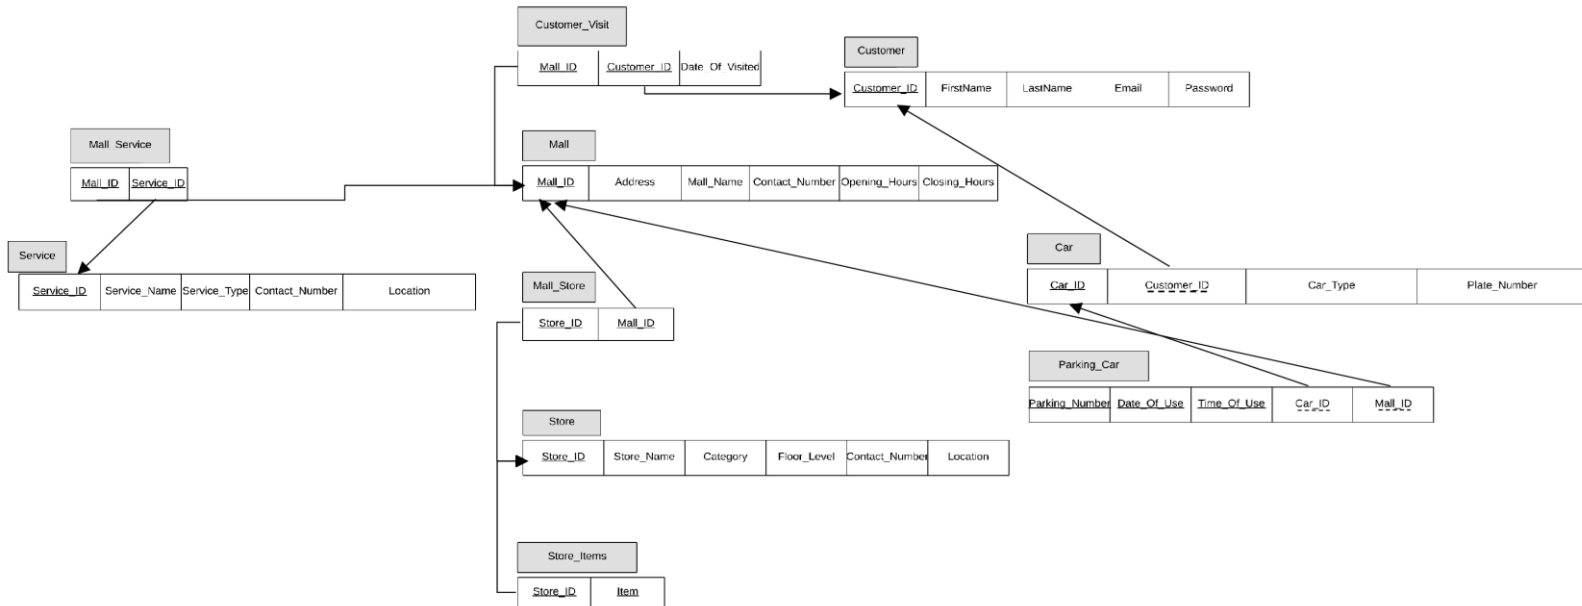 Customer_Visit
Mall_ID Customer_ID Date_Of_Visited
Customer
Customer_ID FirstName LastName Email Password
Mall_Service
Mall_ID Service_ID
Mall
Mall_ID Address Mall_Name Contact_Number Opening_Hours Closing_Hours
Service
Service_ID Service_Name Service_Type Contact_Number Location
Car
Car_ID Customer_ID Car_Type Plate_Number
Mall_Store
Store_ID Mall_ID
Parking_Car
Parking_Number Date_Of_Use Time_Of_Use Car_ID Mall_ID
Store
Store_ID Store_Name Category Floor_Level Contact_Number Location
Store_Items
Store_ID Item